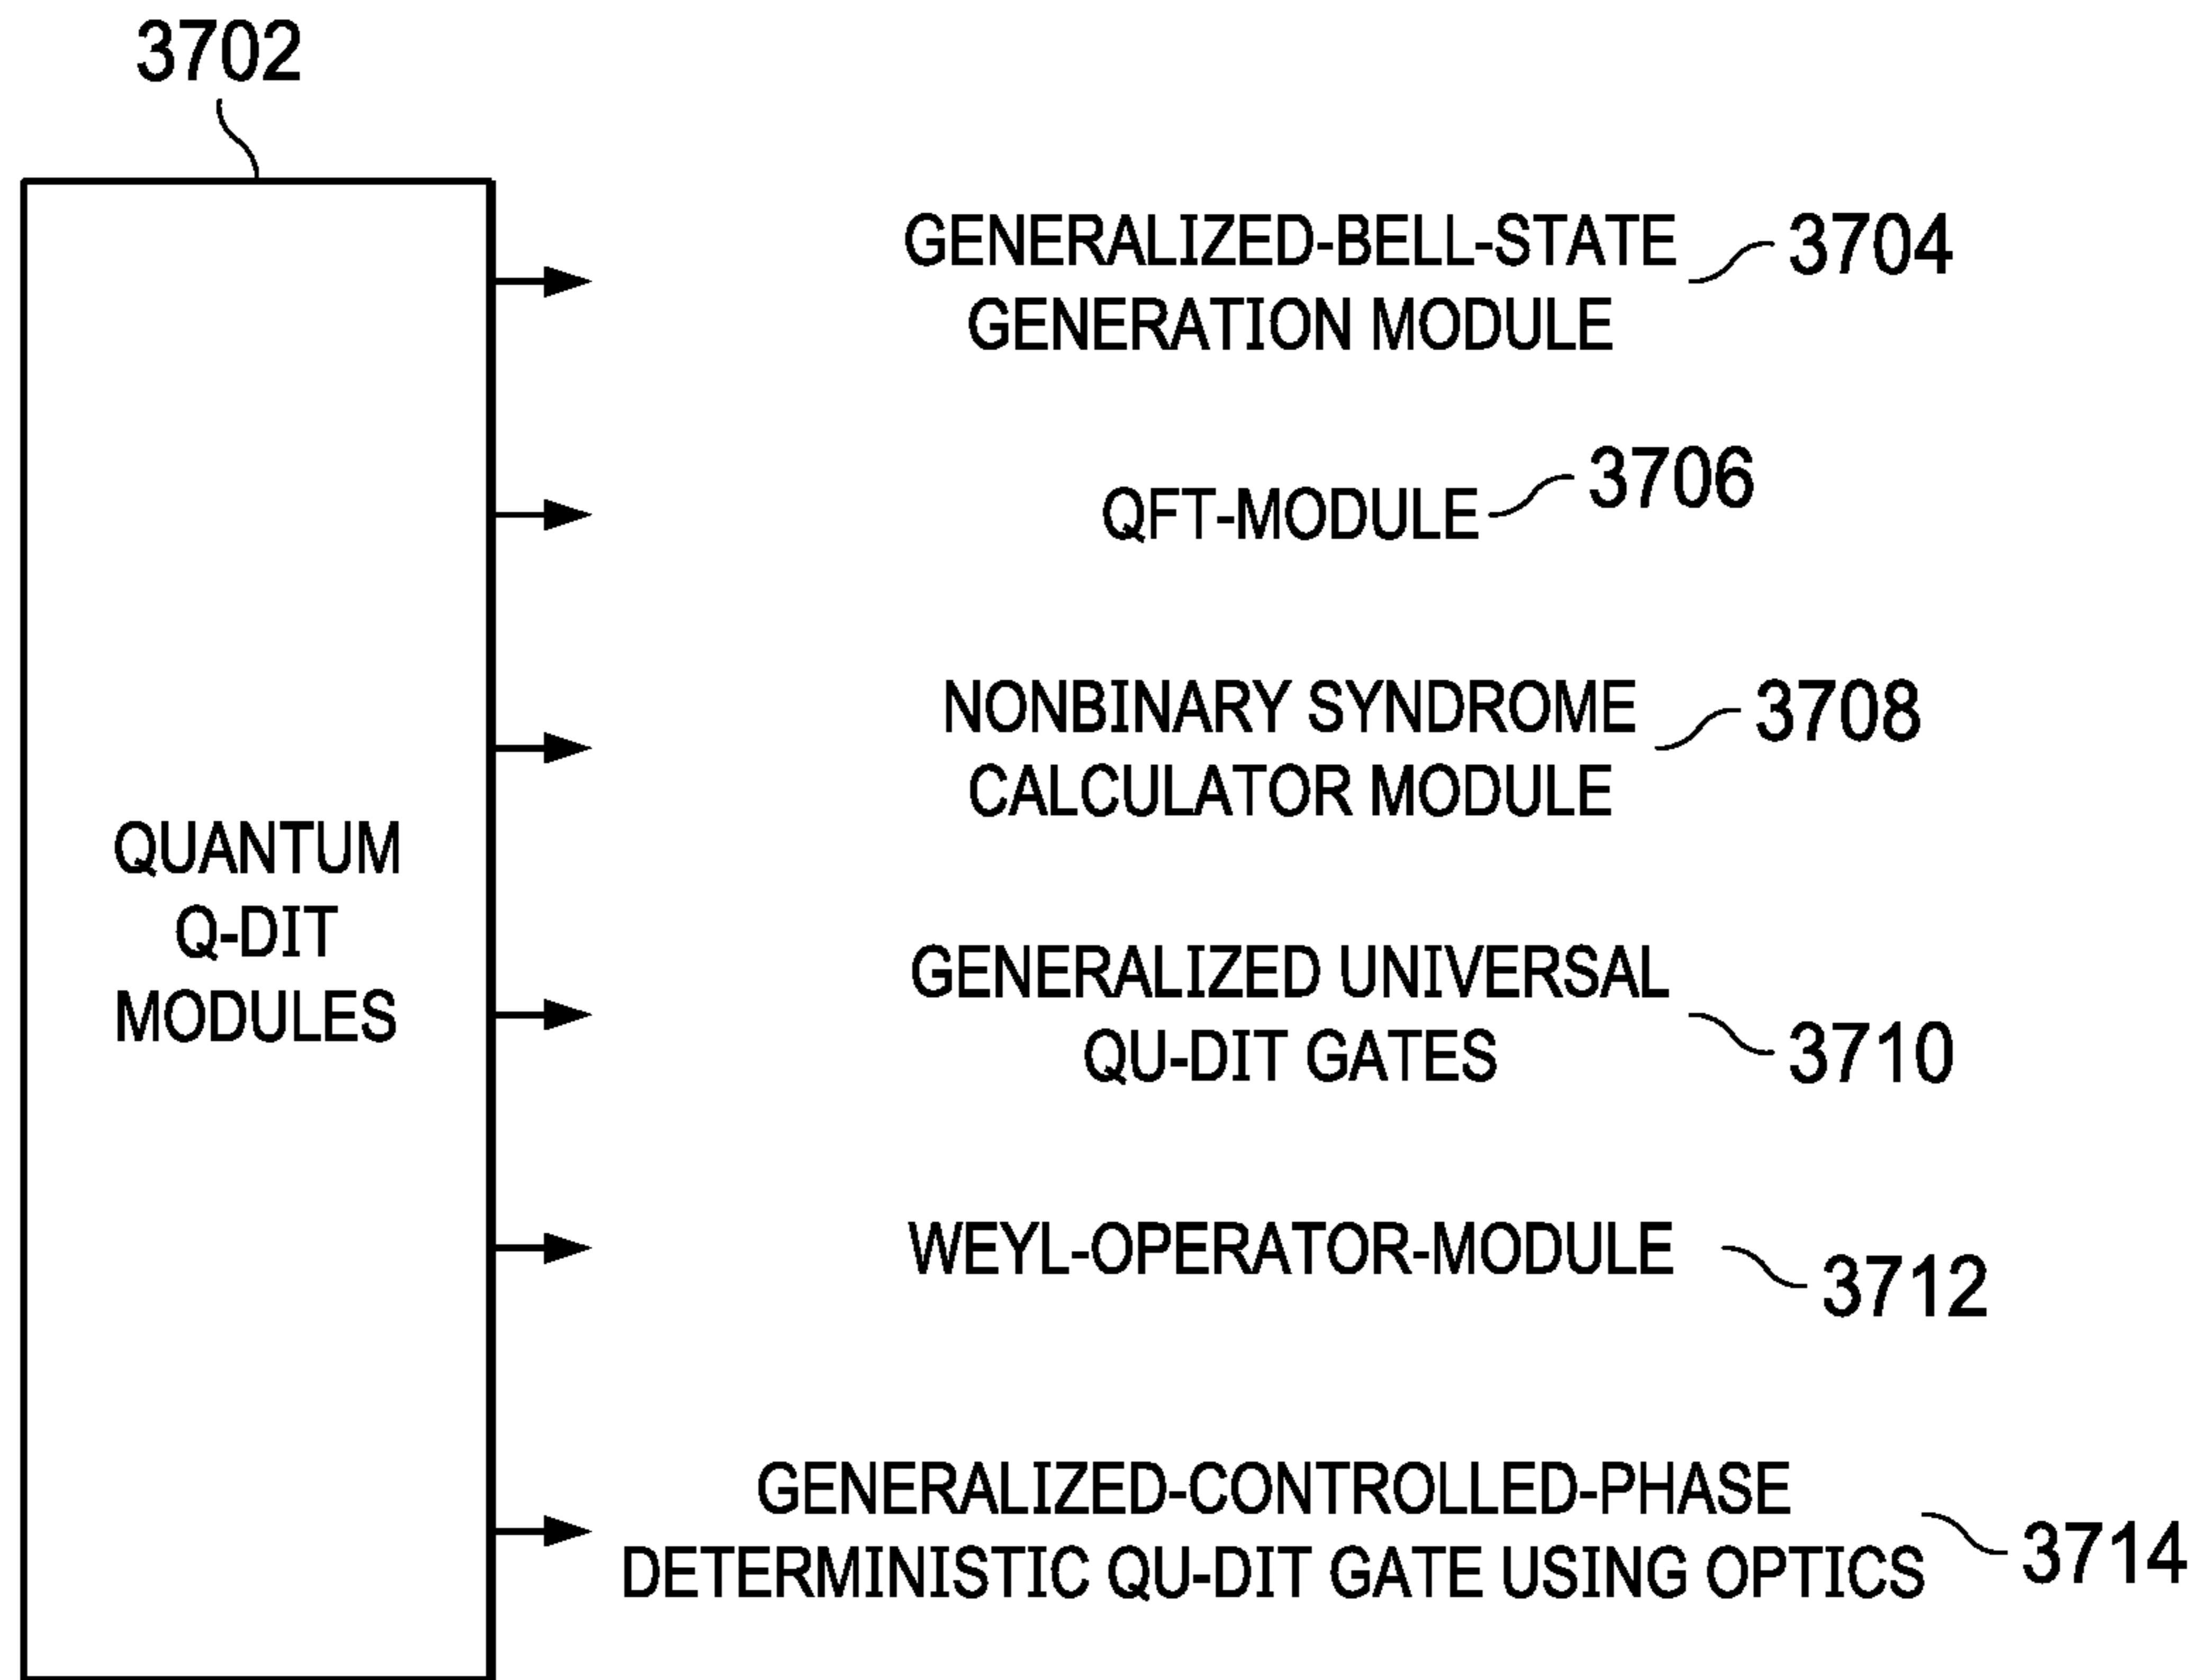 3702
QUANTUM
Q-DIT
MODULES
GENERALIZED-BELL-STATE
GENERATION MODULE
3704
QFT-MODULE
3706
NONBINARY SYNDROME
CALCULATOR MODULE
3708
GENERALIZED UNIVERSAL
QU-DIT GATES
3710
WEYL-OPERATOR-MODULE
3712
GENERALIZED-CONTROLLED-PHASE
DETERMINISTIC QU-DIT GATE USING OPTICS
3714